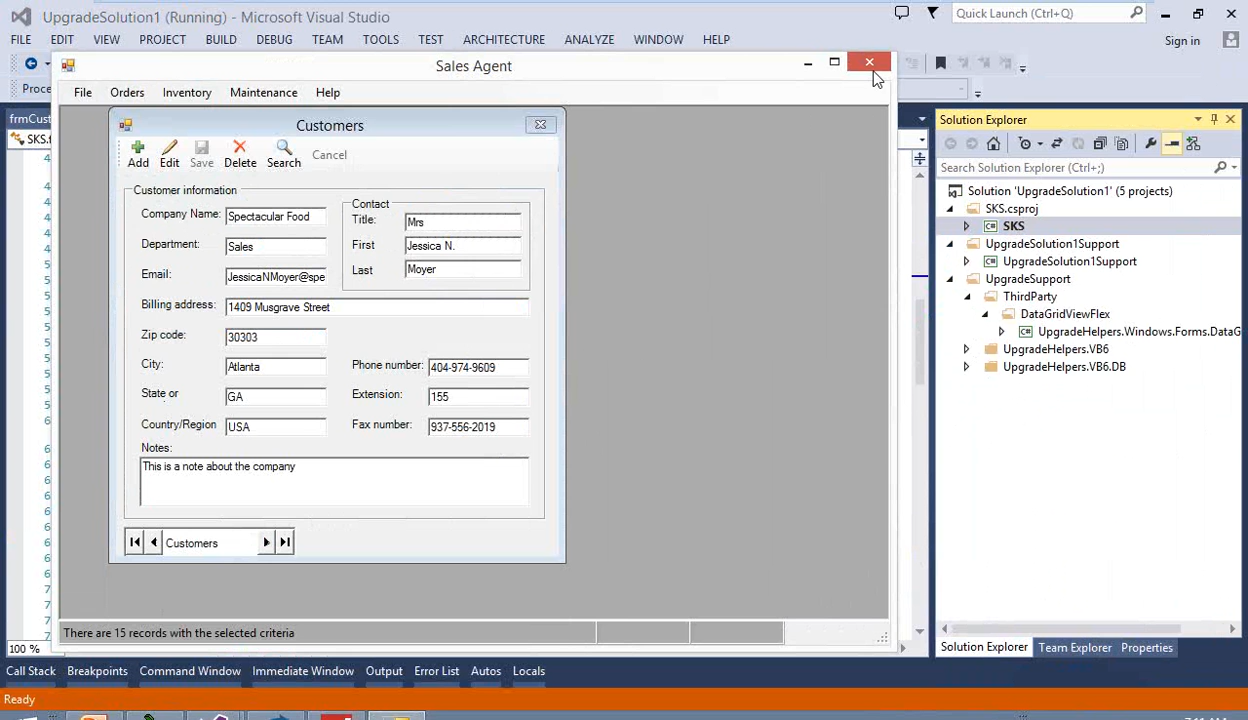 UpgradeSolution1 (Running) - Microsoft Visual Studio
Quick Launch (Ctrl+Q)
FILE EDIT VIEW PROJECT BUILD DEBUG TEAM TOOLS TEST ARCHITECTURE ANALYZE WINDOW HELP
Sign in
Sales Agent
Proce
File Orders Inventory Maintenance Help
frmCust
SKS.f
Customers
Add Edit Save Delete Search Cancel
Customer information
Company Name: Spectacular Food
Department: Sales
Email: JessicaNMoyer@spe
Contact
Title: Mrs
First Jessica N.
Last Moyer
Billing address: 1409 Musgrave Street
Zip code: 30303
City: Atlanta
Phone number: 404-974-9609
State or GA
Extension: 155
Country/Region USA
Fax number: 937-556-2019
Notes:
This is a note about the company
Customers
There are 15 records with the selected criteria
100 %
Solution Explorer
Search Solution Explorer (Ctrl+;)
Solution 'UpgradeSolution1' (5 projects)
SKS.csproj
SKS
UpgradeSolution1Support
UpgradeSolution1Support
UpgradeSupport
ThirdParty
DataGridViewFlex
UpgradeHelpers.Windows.Forms.DataG
UpgradeHelpers.VB6
UpgradeHelpers.VB6.DB
Solution Explorer Team Explorer Properties
Call Stack Breakpoints Command Window Immediate Window Output Error List Autos Locals
Ready